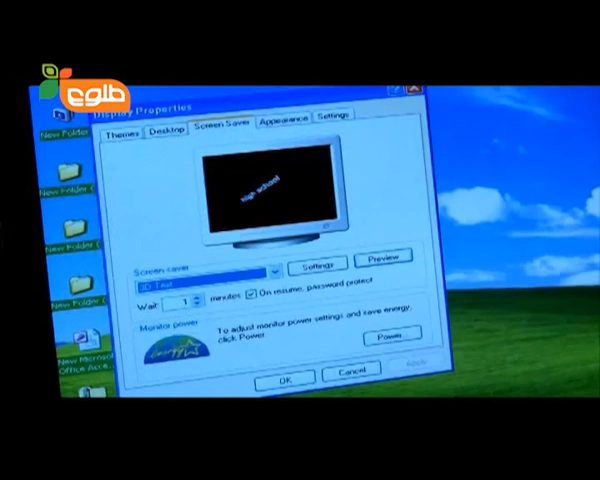 طلوع
Display Properties
Themes
Desktop
Screen Saver
Appearance
Settings
high school
New Folder
New Folder (
New Folder (
New Folder (
New Microsoft
Office Acce...
Screen saver
3D Text
Settings
Preview
Wait:
1
minutes
On resume, password protect
Monitor power
To adjust monitor power settings and save energy,
click Power.
energy
Power...
OK
Cancel
Apply